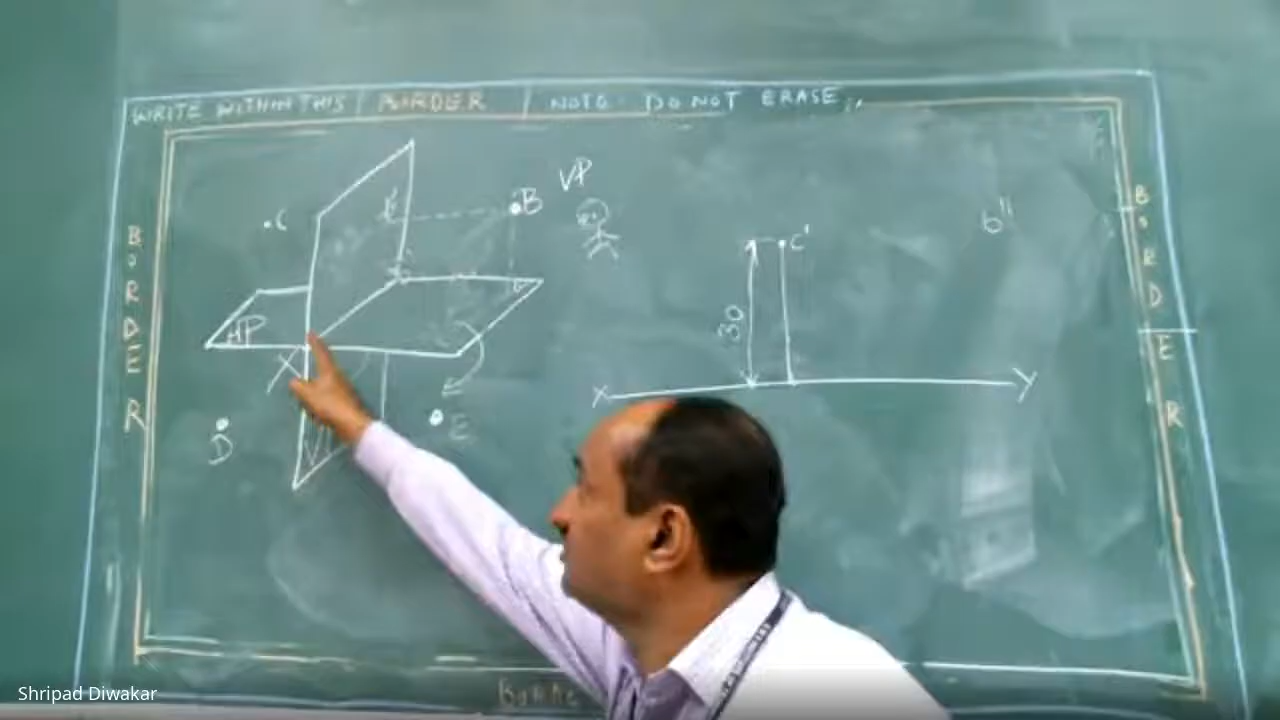 WRITE WITHIN THIS BORDER NOTE DO NOT ERASE
BORDER
BORDER
VP
B
C
HP
X
D
E
c'
30
X
Y
b''
Shripad Diwakar